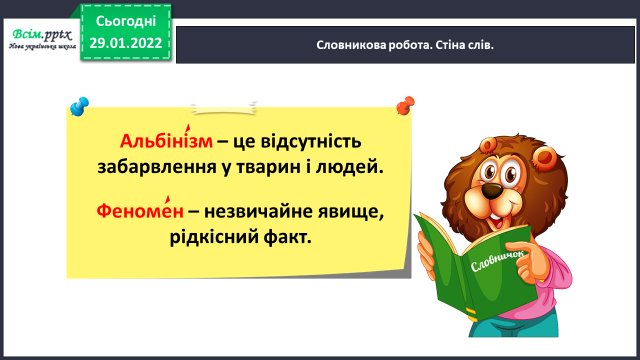 Всім.pptx
Нова українська школа
Сьогодні
29.01.2022
Словникова робота. Стіна слів.
Альбінізм – це відсутність
забарвлення у тварин і людей.
Феномен – незвичайне явище,
рідкісний факт.
Словничок